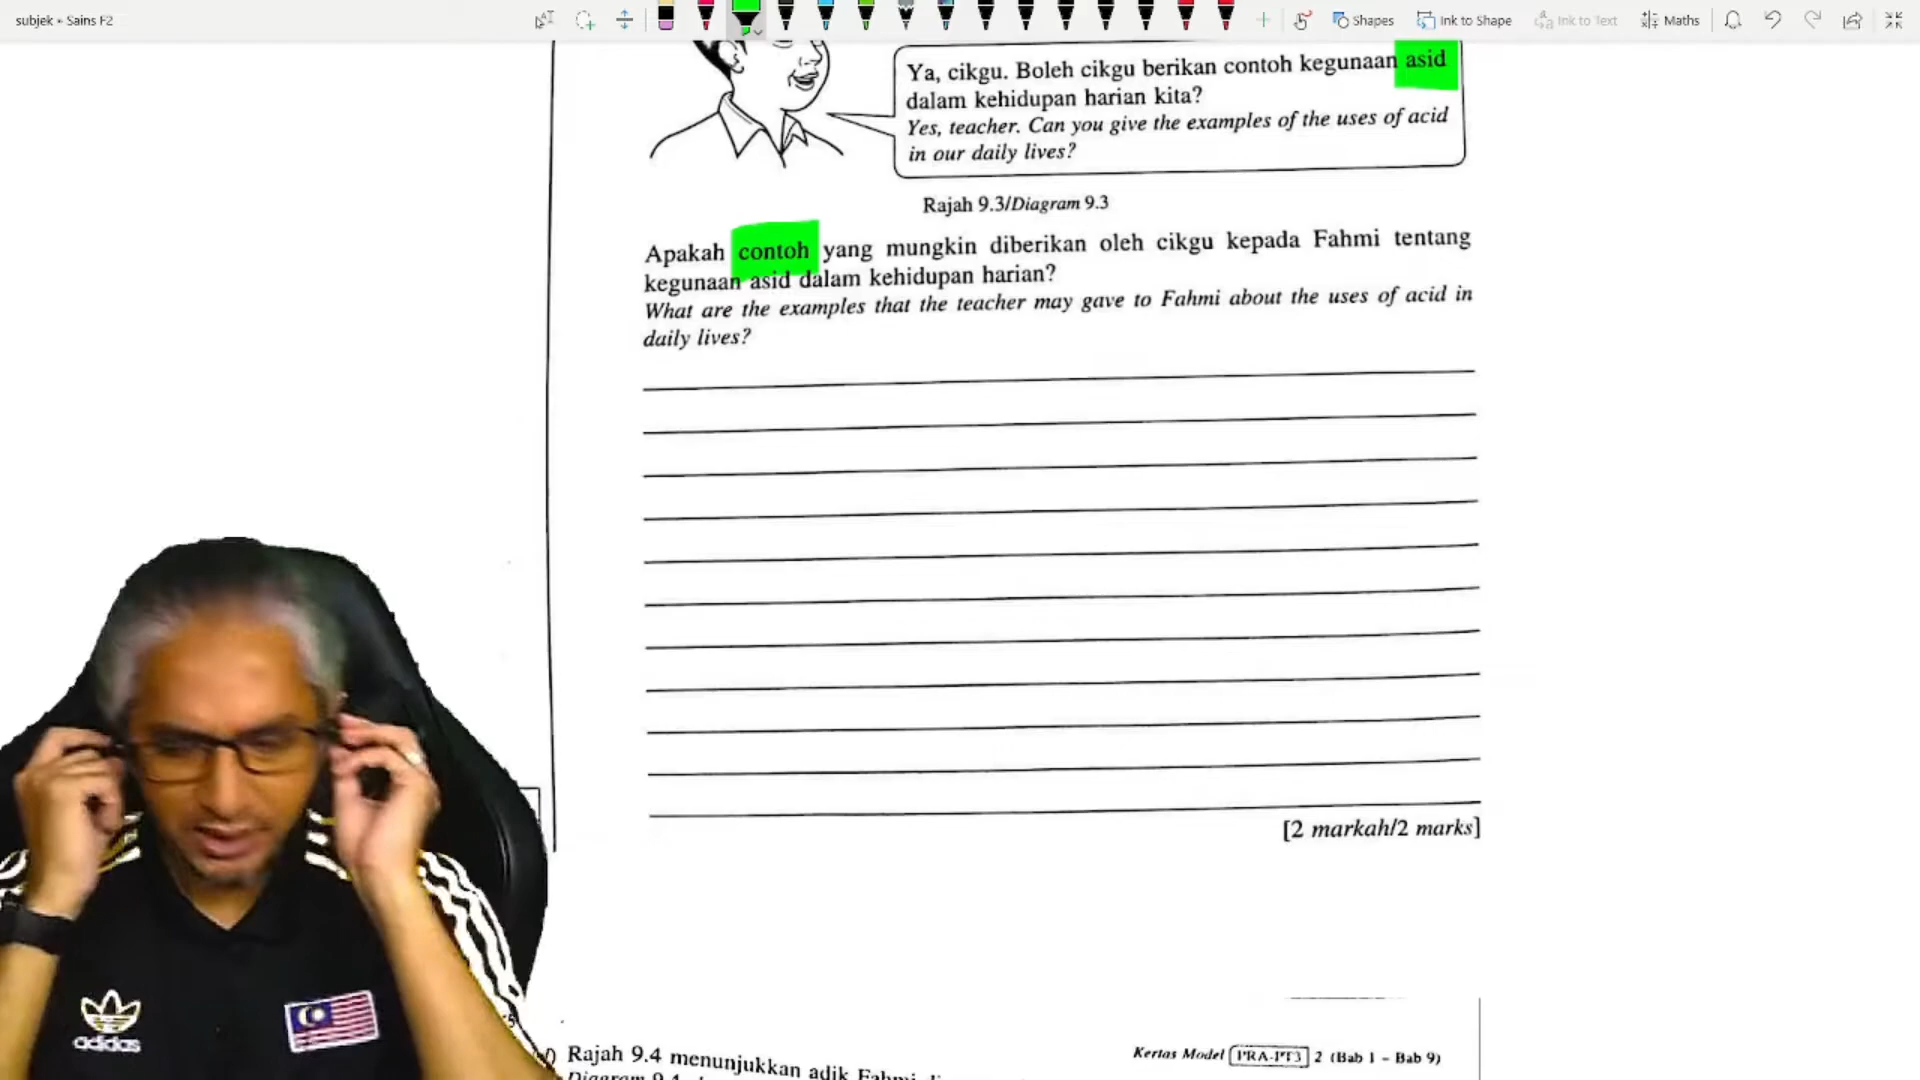 subjek - Sains F2
Shapes
Ink to Shape
Ink to Text
Maths
Ya, cikgu. Boleh cikgu berikan contoh kegunaan asid
dalam kehidupan harian kita?
Yes, teacher. Can you give the examples of the uses of acid
in our daily lives?
Rajah 9.3/Diagram 9.3
Apakah contoh yang mungkin diberikan oleh cikgu kepada Fahmi tentang
kegunaan asid dalam kehidupan harian?
What are the examples that the teacher may gave to Fahmi about the uses of acid in
daily lives?
[2 markah/2 marks]
adidas
Kertas Model PRA-PT3 2 (Bab 1 - Bab 9)
Rajah 9.4 menunjukkan adik Fahmi
Diagram 9.4